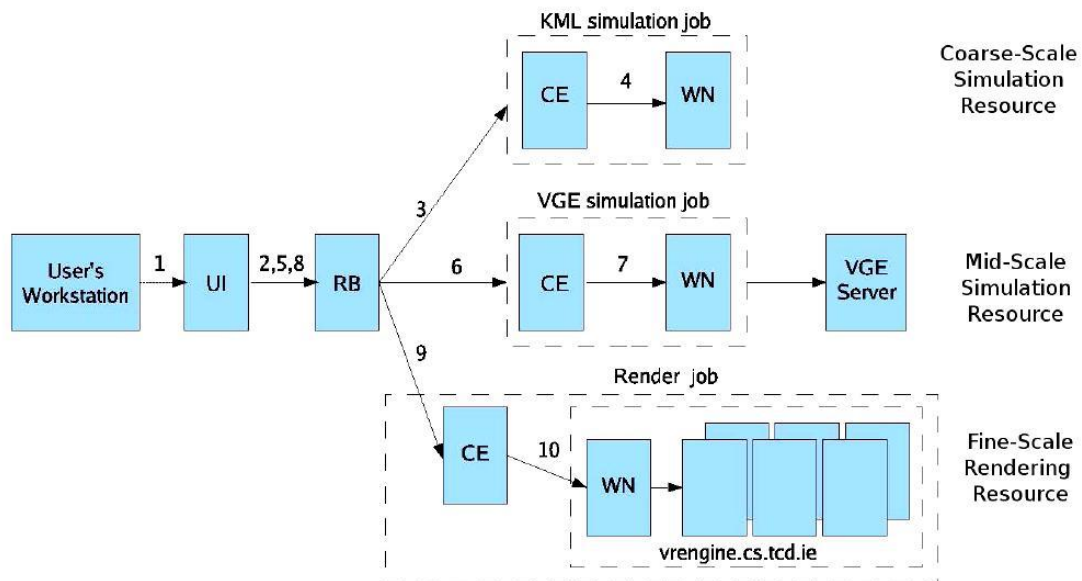 KML simulation job
Coarse-Scale
Simulation
Resource
4
CE
WN
3
VGE simulation job
User's
Workstation
1
UI
2,5,8
RB
6
CE
7
WN
VGE
Server
Mid-Scale
Simulation
Resource
9
Render job
CE
10
WN
vrengine.cs.tcd.ie
Fine-Scale
Rendering
Resource